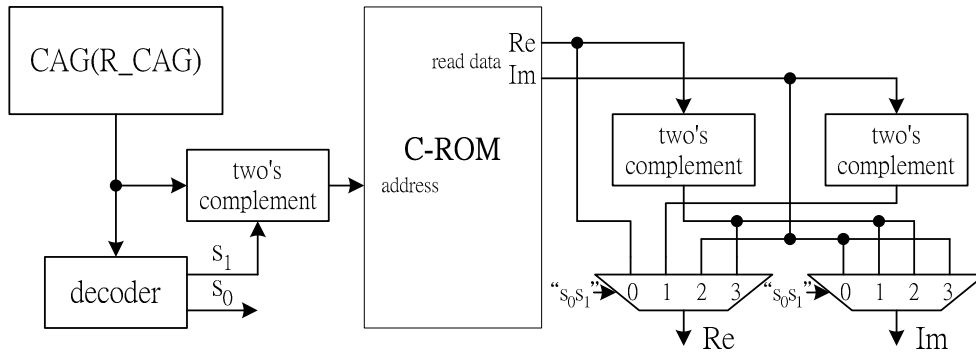 CAG(R_CAG)
Re
read data
Im
C-ROM
address
two's
complement
two's
complement
two's
complement
decoder
s1
s0
“s0s1”
0 1 2 3
“s0s1”
0 1 2 3
Re
Im